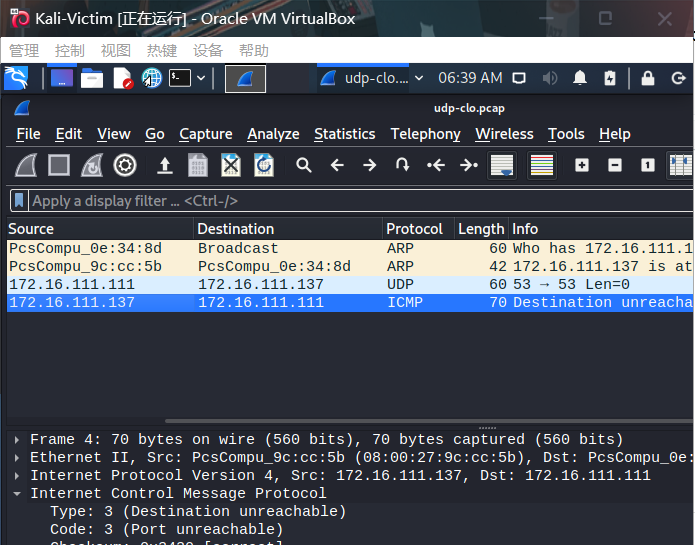 Kali-Victim [正在运行] - Oracle VM VirtualBox
管理 控制 视图 热键 设备 帮助
udp-clo.... 06:39 AM
udp-clo.pcap
File Edit View Go Capture Analyze Statistics Telephony Wireless Tools Help
Apply a display filter ... <Ctrl-/>
Source Destination Protocol Length Info
PcsCompu_0e:34:8d Broadcast ARP 60 Who has 172.16.111.1
PcsCompu_9c:cc:5b PcsCompu_0e:34:8d ARP 42 172.16.111.137 is at
172.16.111.111 172.16.111.137 UDP 60 53 → 53 Len=0
172.16.111.137 172.16.111.111 ICMP 70 Destination unreacha
Frame 4: 70 bytes on wire (560 bits), 70 bytes captured (560 bits)
Ethernet II, Src: PcsCompu_9c:cc:5b (08:00:27:9c:cc:5b), Dst: PcsCompu_0e:
Internet Protocol Version 4, Src: 172.16.111.137, Dst: 172.16.111.111
Internet Control Message Protocol
Type: 3 (Destination unreachable)
Code: 3 (Port unreachable)